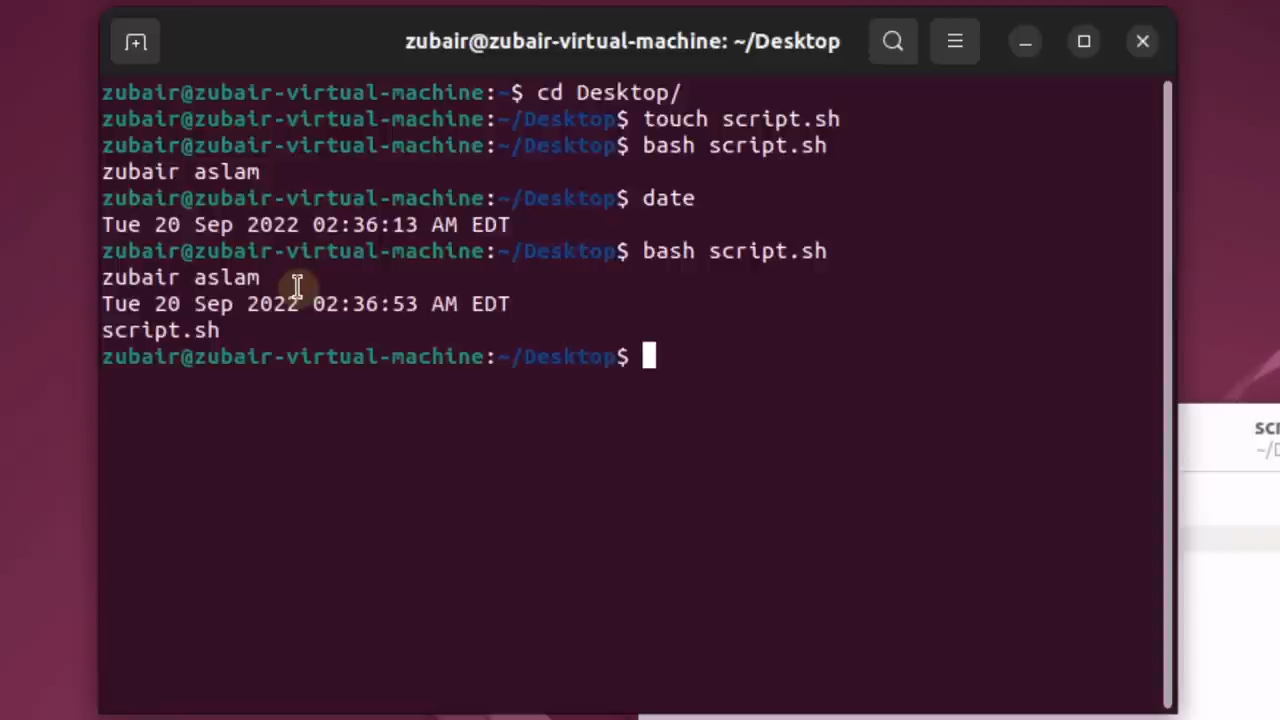 zubair@zubair-virtual-machine: ~/Desktop
zubair@zubair-virtual-machine:~$ cd Desktop/
zubair@zubair-virtual-machine:~/Desktop$ touch script.sh
zubair@zubair-virtual-machine:~/Desktop$ bash script.sh
zubair aslam
zubair@zubair-virtual-machine:~/Desktop$ date
Tue 20 Sep 2022 02:36:13 AM EDT
zubair@zubair-virtual-machine:~/Desktop$ bash script.sh
zubair aslam
Tue 20 Sep 2022 02:36:53 AM EDT
script.sh
zubair@zubair-virtual-machine:~/Desktop$